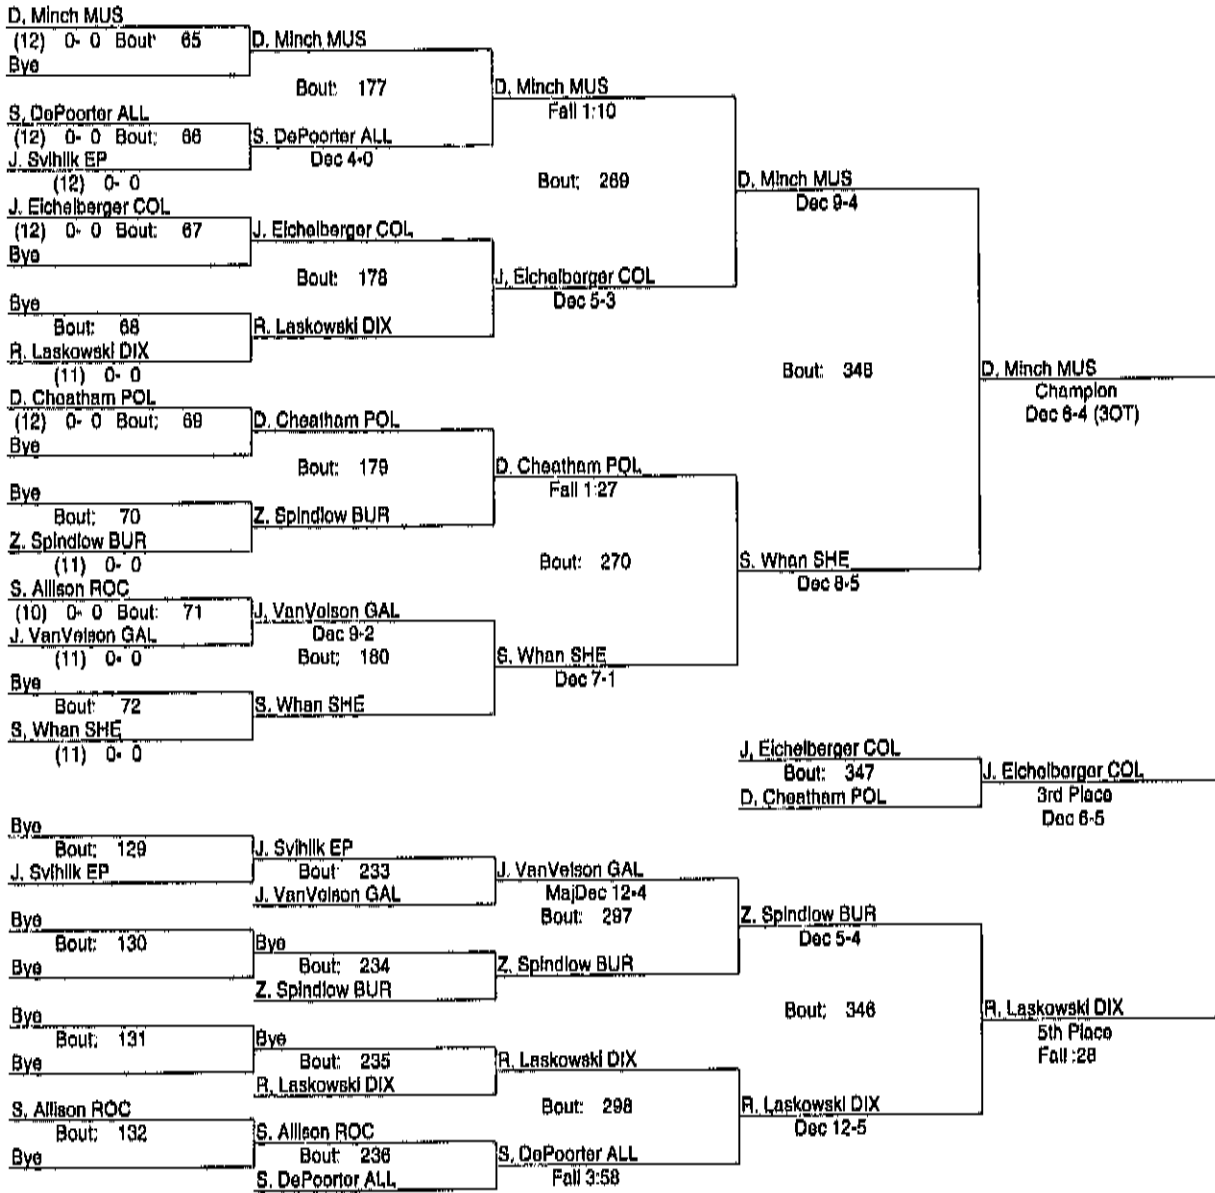 D. Minch MUS
(12) 0- 0 Bout: 65
Bye
D. Minch MUS
Bout: 177
S. DePoorter ALL
(12) 0- 0 Bout: 66
J. Svihlik EP
(12) 0- 0
S. DePoorter ALL
Dec 4-0
D. Minch MUS
Fall 1:10
Bout: 269
J. Eichelberger COL
(12) 0- 0 Bout: 67
Bye
J. Eichelberger COL
Bout: 178
Bye
Bout: 68
R. Laskowski DIX
(11) 0- 0
R. Laskowski DIX
J. Eichelberger COL
Dec 5-3
D. Minch MUS
Dec 9-4
Bout: 348
D. Minch MUS
Champion
Dec 6-4 (3OT)
D. Cheatham POL
(12) 0- 0 Bout: 69
Bye
D. Cheatham POL
Bout: 179
Bye
Bout: 70
Z. Spindlow BUR
(11) 0- 0
Z. Spindlow BUR
D. Cheatham POL
Fall 1:27
Bout: 270
S. Allison ROC
(10) 0- 0 Bout: 71
J. VanVelson GAL
(11) 0- 0
J. VanVelson GAL
Dec 9-2
Bout: 180
Bye
Bout: 72
S. Whan SHE
(11) 0- 0
S. Whan SHE
S. Whan SHE
Dec 7-1
S. Whan SHE
Dec 8-5
J. Eichelberger COL
Bout: 347
D. Cheatham POL
J. Eichelberger COL
3rd Place
Dec 6-5
Bye
Bout: 129
J. Svihlik EP
J. Svihlik EP
Bout: 233
J. VanVelson GAL
J. VanVelson GAL
MajDec 12-4
Bout: 297
Bye
Bout: 130
Bye
Bye
Bout: 234
Z. Spindlow BUR
Z. Spindlow BUR
Z. Spindlow BUR
Dec 5-4
Bout: 346
R. Laskowski DIX
5th Place
Fall :28
Bye
Bout: 131
Bye
Bye
Bout: 235
R. Laskowski DIX
R. Laskowski DIX
Bout: 298
S. Allison ROC
Bout: 132
Bye
S. Allison ROC
Bout: 236
S. DePoorter ALL
S. DePoorter ALL
Fall 3:58
R. Laskowski DIX
Dec 12-5